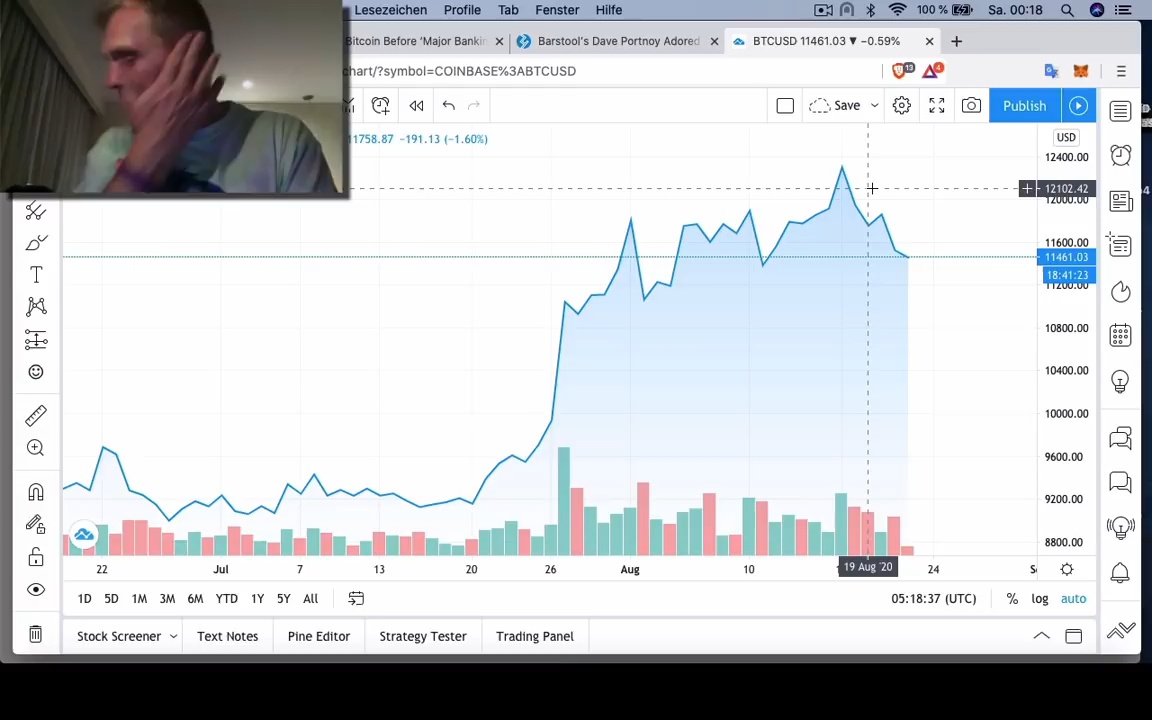 Lesezeichen Profile Tab Fenster Hilfe 100 % Sa. 00:18
Bitcoin Before ‘Major Bankin
Barstool's Dave Portnoy Adored
BTCUSD 11461.03 ▼ −0.59%
chart/?symbol=COINBASE%3ABTCUSD
13
4
Save
Publish
11758.87 −191.13 (−1.60%)
USD
12400.00
12102.42
12000.00
11600.00
11461.03
18:41:23
11200.00
10800.00
10400.00
10000.00
9600.00
9200.00
8800.00
22 Jul 7 13 20 26 Aug 10 19 Aug '20 24
1D 5D 1M 3M 6M YTD 1Y 5Y All
05:18:37 (UTC) % log auto
Stock Screener Text Notes Pine Editor Strategy Tester Trading Panel